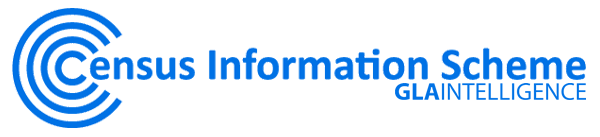 Census Information Scheme
GLAINTELLIGENCE